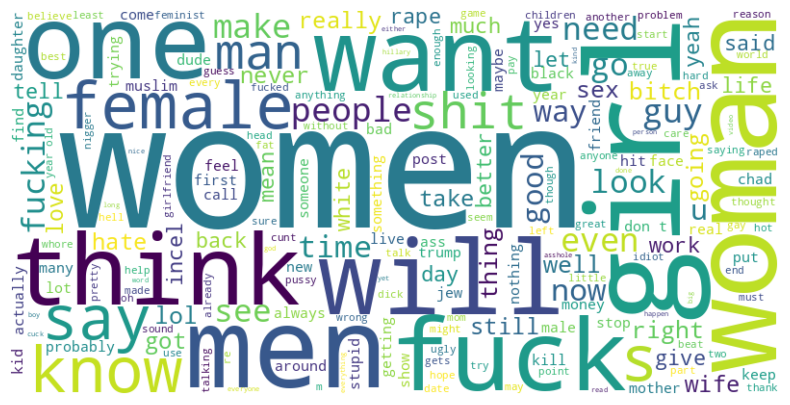 one
want
girl
woman
women
female
man
make
really
rape
come
feminist
believe
least
best
daughter
trying
dude
guess
tell
muslim
every
never
much
need
let
go
yes
maybe
game
looking
pay
enough
hillary
either
children
another
problem
reason
start
black
true
away
hard
ask
world
kind
said
yeah
bitch
life
people
shit
way
sex
guy
year
friend
relationship
used
anything
fucked
without
bad
fucking
find
year old
nigger
love
nice
girlfriend
feel
first
call
head
fat
mean
someone
sure
white
something
post
take
better
seem
though
good
look
hit
face
anyone
care
person
video
saying
raped
going
chad
thought
u
don t
real
gay
hot
done
great
left
long
hell
hate
whore
many
lot
actually
kid
think
incel
back
cunt
time
live
ass
talk
trump
day
jew
new
pussy
dick
god
yet
will
thing
nothing
asshole
even
well
now
work
idiot
little
money
put
end
must
men
fuck
say
know
lol
see
got
probably
use
help
word
made
pretty
oh
already
sound
always
wrong
around
stupid
talking
re
boy
cuck
everyone
m
everything
mom
might
getting
show
ugly
gets
hope
date
may
try
point
still
male
stop
kill
right
s
give
mother
wife
beat
big
happen
part
two
keep
thank
read